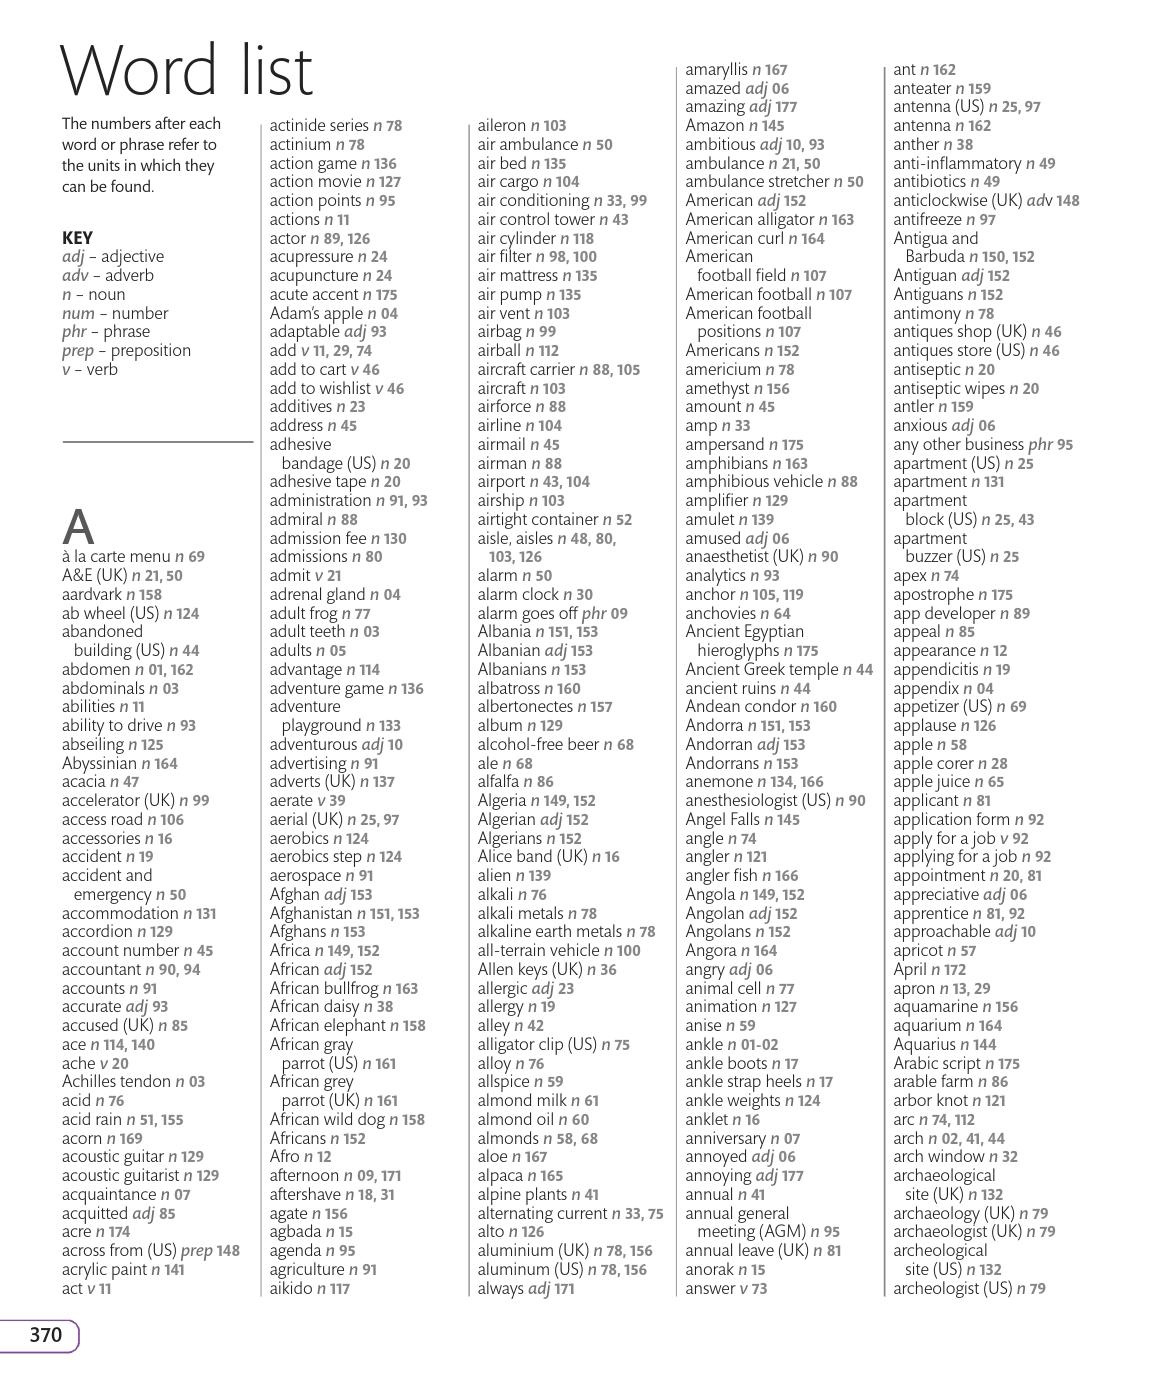 Word list
The numbers after each
word or phrase refer to
the units in which they
can be found.
KEY
adj – adjective
adv – adverb
n – noun
num – number
phr – phrase
prep – preposition
v – verb
A
à la carte menu n 69
A&E (UK) n 21, 50
aardvark n 158
ab wheel (US) n 124
abandoned
building (US) n 44
abdomen n 01, 162
abdominals n 03
abilities n 11
ability to drive n 93
abseiling n 125
Abyssinian n 164
acacia n 47
accelerator (UK) n 99
access road n 106
accessories n 16
accident n 19
accident and
emergency n 50
accommodation n 131
accordion n 129
account number n 45
accountant n 90, 94
accounts n 91
accurate adj 93
accused (UK) n 85
ace n 114, 140
ache v 20
Achilles tendon n 03
acid n 76
acid rain n 51, 155
acorn n 169
acoustic guitar n 129
acoustic guitarist n 129
acquaintance n 07
acquitted adj 85
acre n 174
across from (US) prep 148
acrylic paint n 141
act v 11
actinide series n 78
actinium n 78
action game n 136
action movie n 127
action points n 95
actions n 11
actor n 89, 126
acupressure n 24
acupuncture n 24
acute accent n 175
Adam's apple n 04
adaptable adj 93
add v 11, 29, 74
add to cart v 46
add to wishlist v 46
additives n 23
address n 45
adhesive
bandage (US) n 20
adhesive tape n 20
administration n 91, 93
admiral n 88
admission fee n 130
admissions n 80
admit v 21
adrenal gland n 04
adult frog n 77
adult teeth n 03
adults n 05
advantage n 114
adventure game n 136
adventure
playground n 133
adventurous adj 10
advertising n 91
adverts (UK) n 137
aerate v 39
aerial (UK) n 25, 97
aerobics n 124
aerobics step n 124
aerospace n 91
Afghan adj 153
Afghanistan n 151, 153
Afghans n 153
Africa n 149, 152
African adj 152
African bullfrog n 163
African daisy n 38
African elephant n 158
African gray
parrot (US) n 161
African grey
parrot (UK) n 161
African wild dog n 158
Africans n 152
Afro n 12
afternoon n 09, 171
aftershave n 18, 31
agate n 156
agbada n 15
agenda n 95
agriculture n 91
aikido n 117
aileron n 103
air ambulance n 50
air bed n 135
air cargo n 104
air conditioning n 33, 99
air control tower n 43
air cylinder n 118
air filter n 98, 100
air mattress n 135
air pump n 135
air vent n 103
airbag n 99
airball n 112
aircraft carrier n 88, 105
aircraft n 103
airforce n 88
airline n 104
airmail n 45
airman n 88
airport n 43, 104
airship n 103
airtight container n 52
aisle, aisles n 48, 80,
103, 126
alarm n 50
alarm clock n 30
alarm goes off phr 09
Albania n 151, 153
Albanian adj 153
Albanians n 153
albatross n 160
albertonectes n 157
album n 129
alcohol-free beer n 68
ale n 68
alfalfa n 86
Algeria n 149, 152
Algerian adj 152
Algerians n 152
Alice band (UK) n 16
alien n 139
alkali n 76
alkali metals n 78
alkaline earth metals n 78
all-terrain vehicle n 100
Allen keys (UK) n 36
allergic adj 23
allergy n 19
alley n 42
alligator clip (US) n 75
alloy n 76
allspice n 59
almond milk n 61
almond oil n 60
almonds n 58, 68
aloe n 167
alpaca n 165
alpine plants n 41
alternating current n 33, 75
alto n 126
aluminium (UK) n 78, 156
aluminum (US) n 78, 156
always adj 171
amaryllis n 167
amazed adj 06
amazing adj 177
Amazon n 145
ambitious adj 10, 93
ambulance n 21, 50
ambulance stretcher n 50
American adj 152
American alligator n 163
American curl n 164
American
football field n 107
American football n 107
American football
positions n 107
Americans n 152
americium n 78
amethyst n 156
amount n 45
amp n 33
ampersand n 175
amphibians n 163
amphibious vehicle n 88
amplifier n 129
amulet n 139
amused adj 06
anaesthetist (UK) n 90
analytics n 93
anchor n 105, 119
anchovies n 64
Ancient Egyptian
hieroglyphs n 175
Ancient Greek temple n 44
ancient ruins n 44
Andean condor n 160
Andorra n 151, 153
Andorran adj 153
Andorrans n 153
anemone n 134, 166
anesthesiologist (US) n 90
Angel Falls n 145
angle n 74
angler n 121
angler fish n 166
Angola n 149, 152
Angolan adj 152
Angolans n 152
Angora n 164
angry adj 06
animal cell n 77
animation n 127
anise n 59
ankle n 01-02
ankle boots n 17
ankle strap heels n 17
ankle weights n 124
anklet n 16
anniversary n 07
annoyed adj 06
annoying adj 177
annual n 41
annual general
meeting (AGM) n 95
annual leave (UK) n 81
anorak n 15
answer v 73
ant n 162
anteater n 159
antenna (US) n 25, 97
antenna n 162
anther n 38
anti-inflammatory n 49
antibiotics n 49
anticlockwise (UK) adv 148
antifreeze n 97
Antigua and
Barbuda n 150, 152
Antiguan adj 152
Antiguans n 152
antimony n 78
antiques shop (UK) n 46
antiques store (US) n 46
antiseptic n 20
antiseptic wipes n 20
antler n 159
anxious adj 06
any other business phr 95
apartment (US) n 25
apartment n 131
apartment
block (US) n 25, 43
apartment
buzzer (US) n 25
apex n 74
apostrophe n 175
app developer n 89
appeal n 85
appearance n 12
appendicitis n 19
appendix n 04
appetizer (US) n 69
applause n 126
apple n 58
apple corer n 28
apple juice n 65
applicant n 81
application form n 92
apply for a job v 92
applying for a job n 92
appointment n 20, 81
appreciative adj 06
apprentice n 81, 92
approachable adj 10
apricot n 57
April n 172
apron n 13, 29
aquamarine n 156
aquarium n 164
Aquarius n 144
Arabic script n 175
arable farm n 86
arbor knot n 121
arc n 74, 112
arch n 02, 41, 44
arch window n 32
archaeological
site (UK) n 132
archaeology (UK) n 79
archaeologist (UK) n 79
archeological
site (US) n 132
archeologist (US) n 79
370